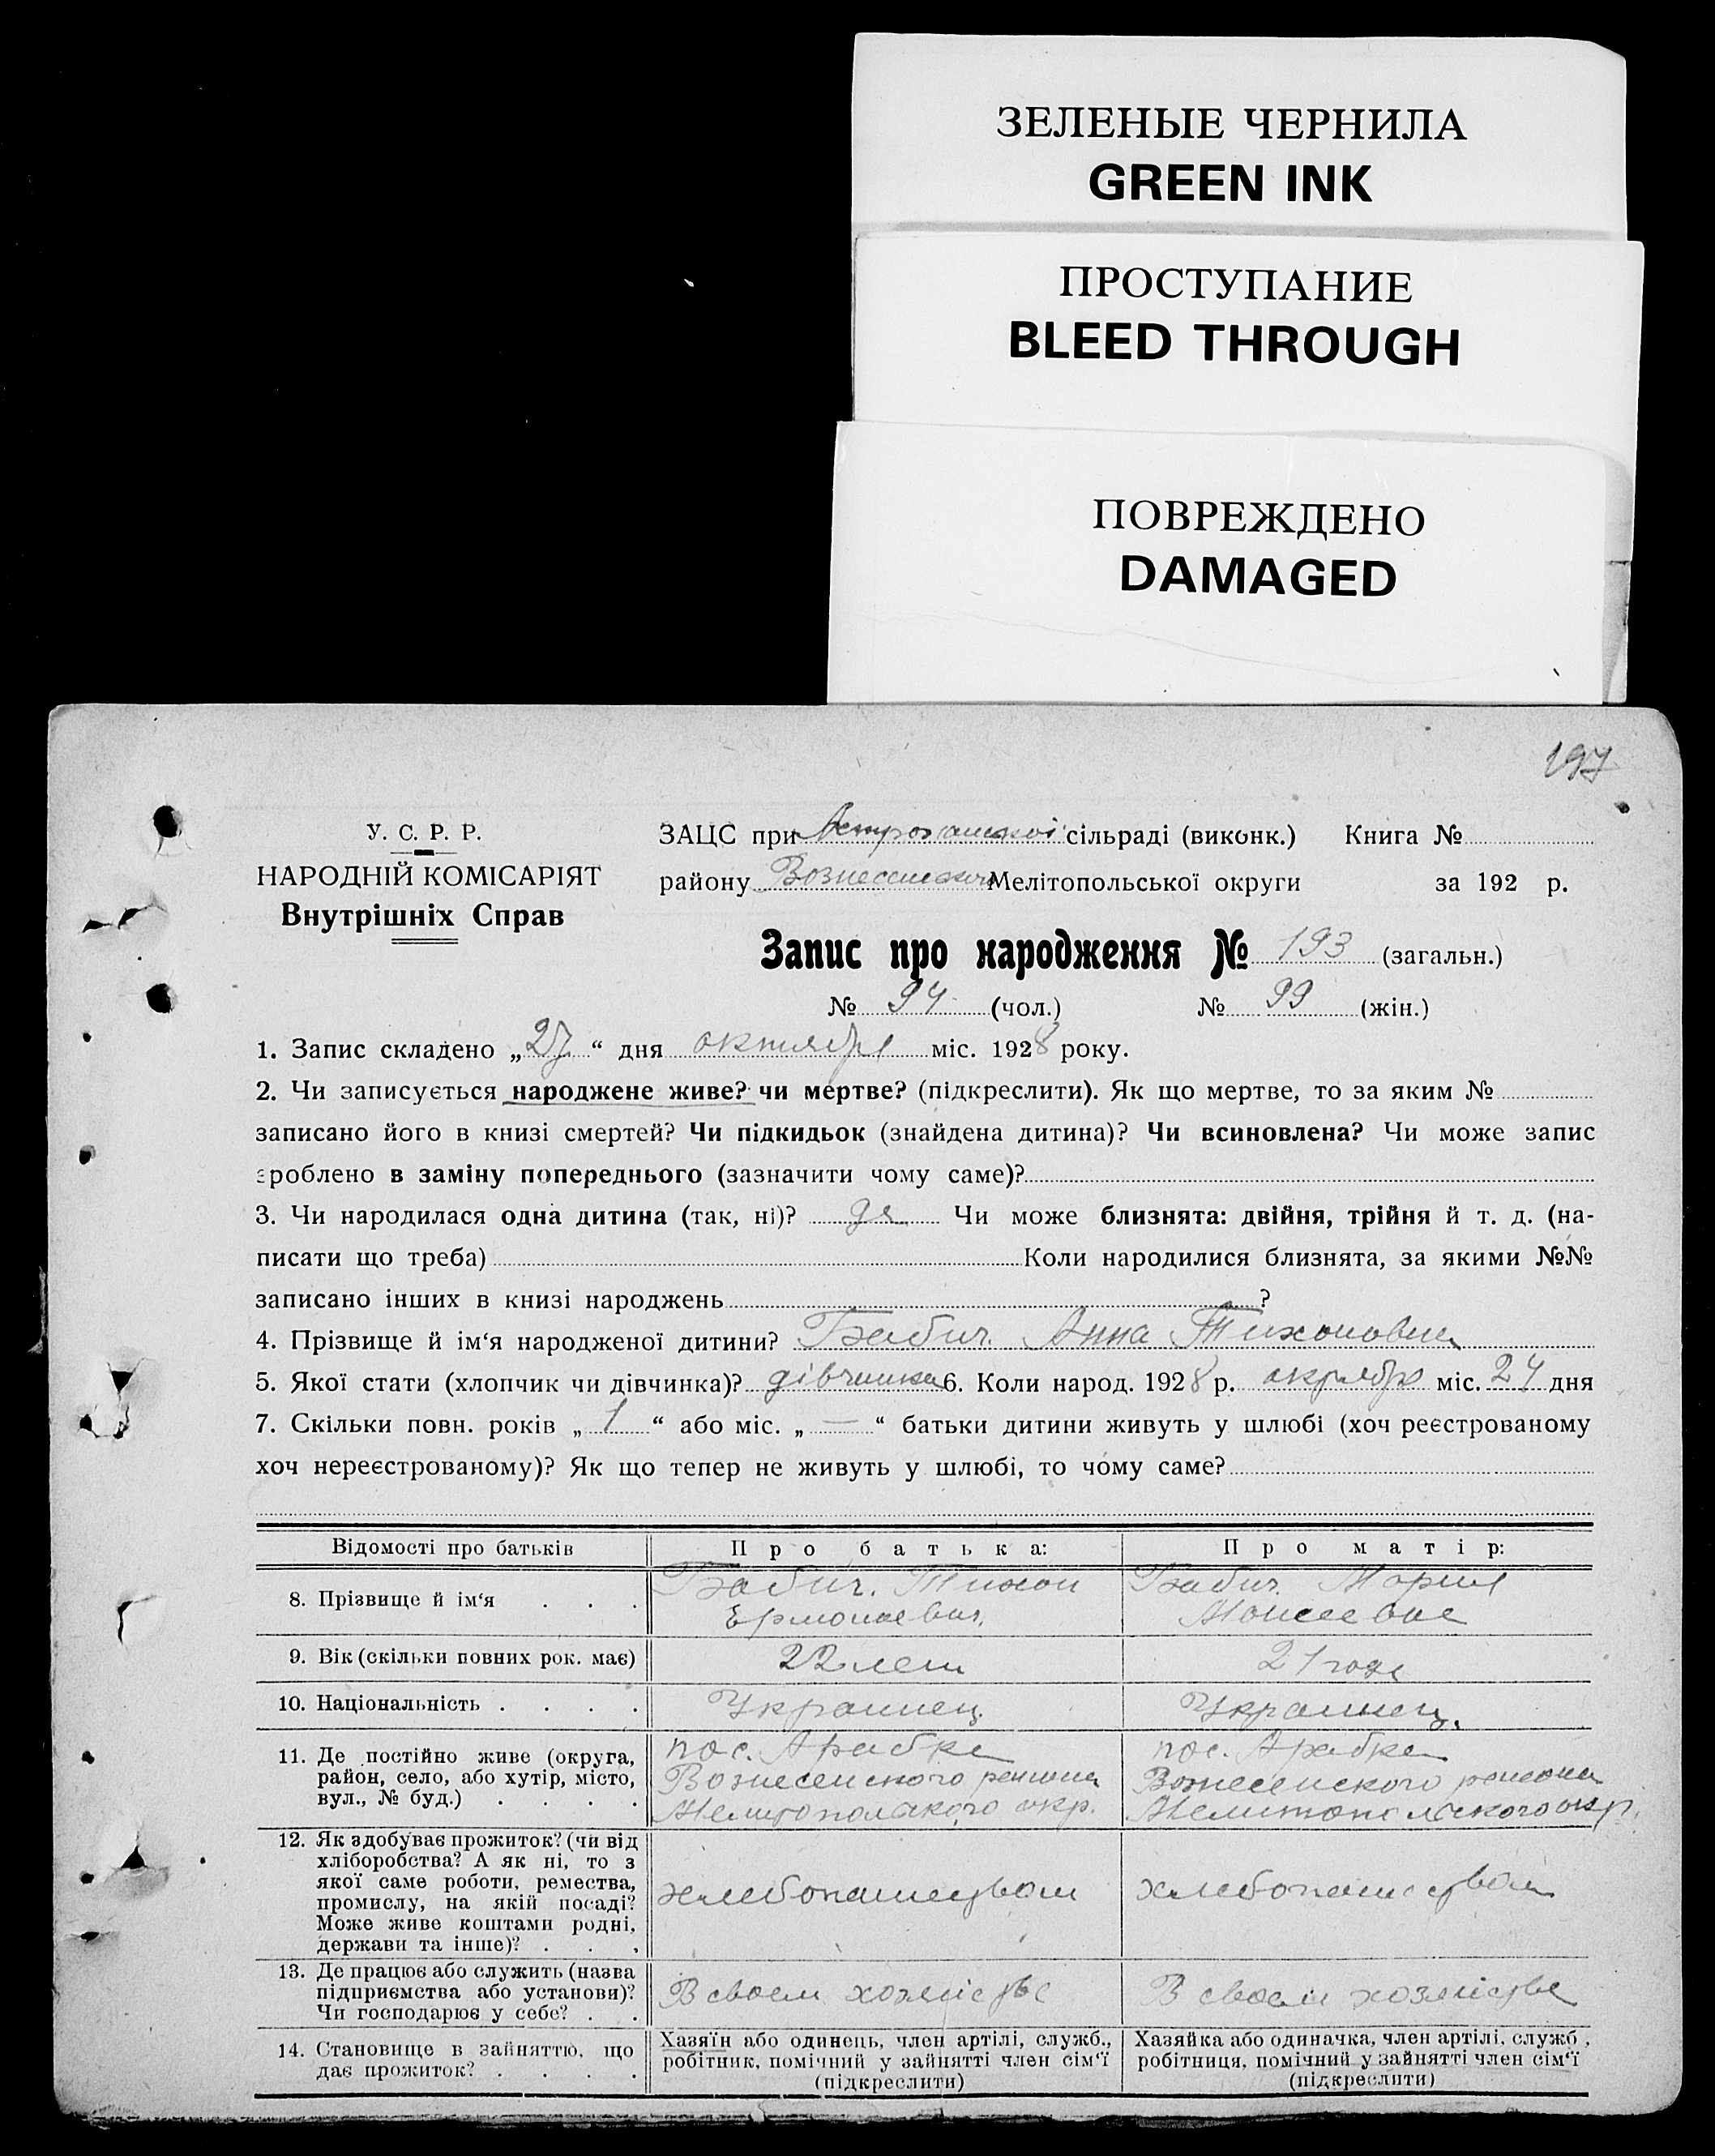 ЗЕЛЕНЫЕ ЧЕРНИЛА
GREEN INK
ПРОСТУПАНИЕ
BLEED THROUGH
ПОВРЕЖДЕНО
DAMAGED
197
У. С. Р. Р.
НАРОДНІЙ КОМІСАРІЯТ
Внутрішніх Справ
ЗАЦС при Астроханской сільраді (виконк.) Книга №
району Вознесенском Мелітопольської округи за 192 р.
Запис про народження № 193 (загальн.)
№ 94 (чол.) № 99 (жін.)
1. Запис складено „27“ дня октября міс. 1928 року.
2. Чи записується народжене живе? чи мертве? (підкреслити). Як що мертве, то за яким №
записано його в книзі смертей? Чи підкидьок (знайдена дитина)? Чи всиновлена? Чи може запис
зроблено в заміну попереднього (зазначити чому саме)?
3. Чи народилася одна дитина (так, ні)? да Чи може близнята: двійня, трійня й т. д. (на-
писати що треба) Коли народилися близнята, за якими №№
записано інших в книзі народжень ?
4. Прізвище й ім‘я народженої дитини? Бабич Анна Тихоновна
5. Якої стати (хлопчик чи дівчинка)? дівчинка 6. Коли народ. 1928 р. октября міс. 24 дня
7. Скільки повн. років „1“ або міс. „—“ батьки дитини живуть у шлюбі (хоч реєстрованому
хоч нереєстрованому)? Як що тепер не живуть у шлюбі, то чому саме?
Відомості про батьків Про батька: Про матір:
8. Прізвище й ім‘я . . . Бабич. Тихон Ермолаевич. Бабич. Мария Моисеевна
9. Вік (скільки повних рок. має) 22 лет 21 года
10. Національність . . . . Украинец. Украинец.
11. Де постійно живе (округа, район, село, або хутір, місто, вул., № буд.) . . . .
пос. Арабка Вознесенского района Мелитопольского окр.
пос. Арабка Вознесенского района Мелитопольского окр.
12. Як здобуває прожиток? (чи від хліборобства? А як ні, то з якої саме роботи, ремества, промислу, на якій посаді? Може живе коштами родні, держави та інше)? . . .
хлебопашеством хлебопашеством
13. Де працює або служить (назва підприємства або установи)? Чи господарює у себе? . .
В своем хозяйстве В своем хозяйстве
14. Становище в зайняттю, що дає прожиток? . . . .
Хазяїн або одинець, член артілі, служб., робітник, помічний у зайнятті член сім‘ї (підкреслити)
Хазяйка або одиначка, член артілі, служб., робітниця, помічний у зайнятті член сім‘ї (підкреслити)